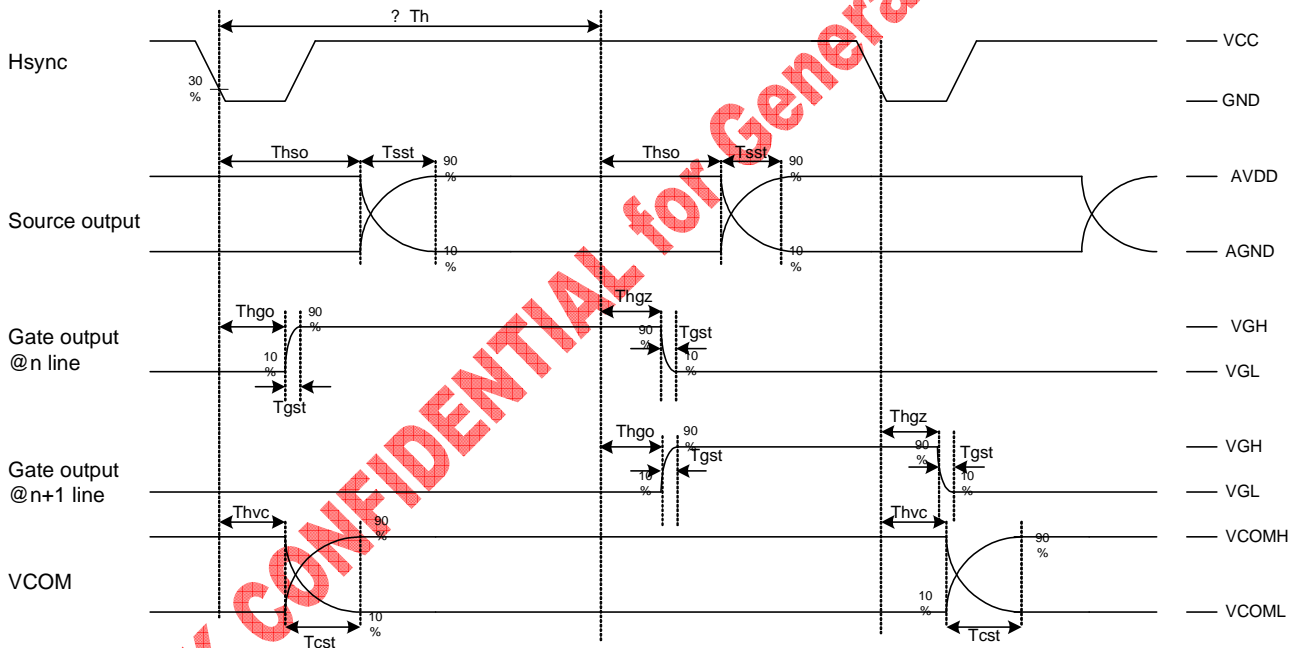 ? Th
Hsync
30
%
VCC
GND
Thso
Tsst
90
%
Thso
Tsst
90
%
AVDD
Source output
10
%
10
%
AGND
Thgo
90
%
Thgz
90
%
Tgst
VGH
Gate output
@n line
10
%
10
%
VGL
Tgst
Thgo
90
%
Tgst
Thgz
90
%
Tgst
VGH
Gate output
@n+1 line
10
%
10
%
VGL
Thvc
90
%
Thvc
90
%
VCOMH
VCOM
10
%
10
%
VCOML
Tcst
Tcst
CONFIDENTIAL for